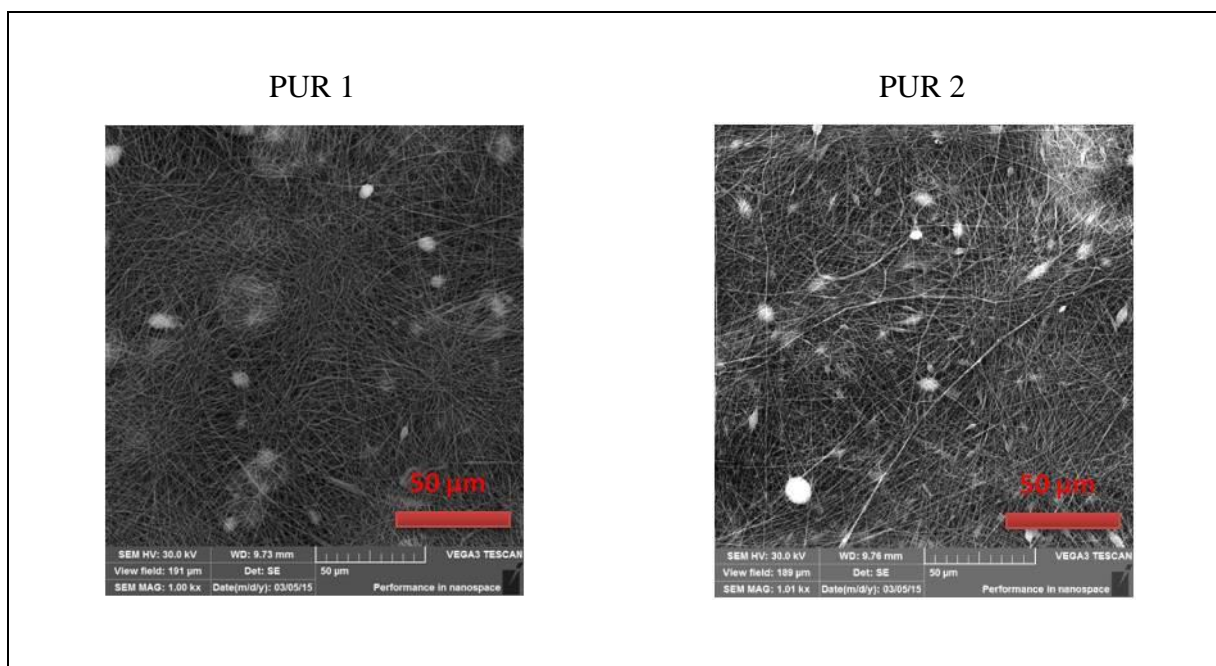 PUR 1
PUR 2
50 µm
50 µm
SEM HV: 30.0 kV WD: 9.73 mm VEGA3 TESCAN
View field: 191 µm Det: SE 50 µm
SEM MAG: 1.00 kx Date(m/d/y): 03/05/15 Performance in nanospace
SEM HV: 30.0 kV WD: 9.76 mm VEGA3 TESCAN
View field: 189 µm Det: SE 50 µm
SEM MAG: 1.01 kx Date(m/d/y): 03/05/15 Performance in nanospace